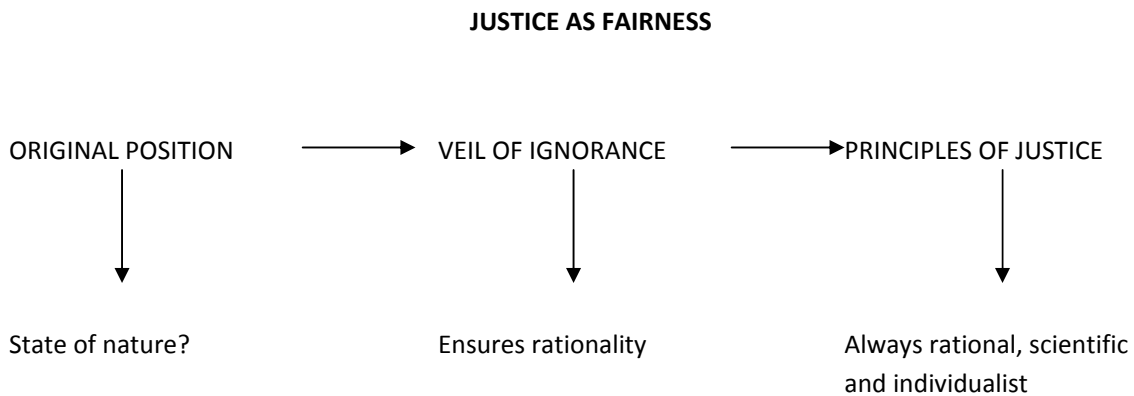 JUSTICE AS FAIRNESS
ORIGINAL POSITION
VEIL OF IGNORANCE
PRINCIPLES OF JUSTICE
State of nature?
Ensures rationality
Always rational, scientific
and individualist